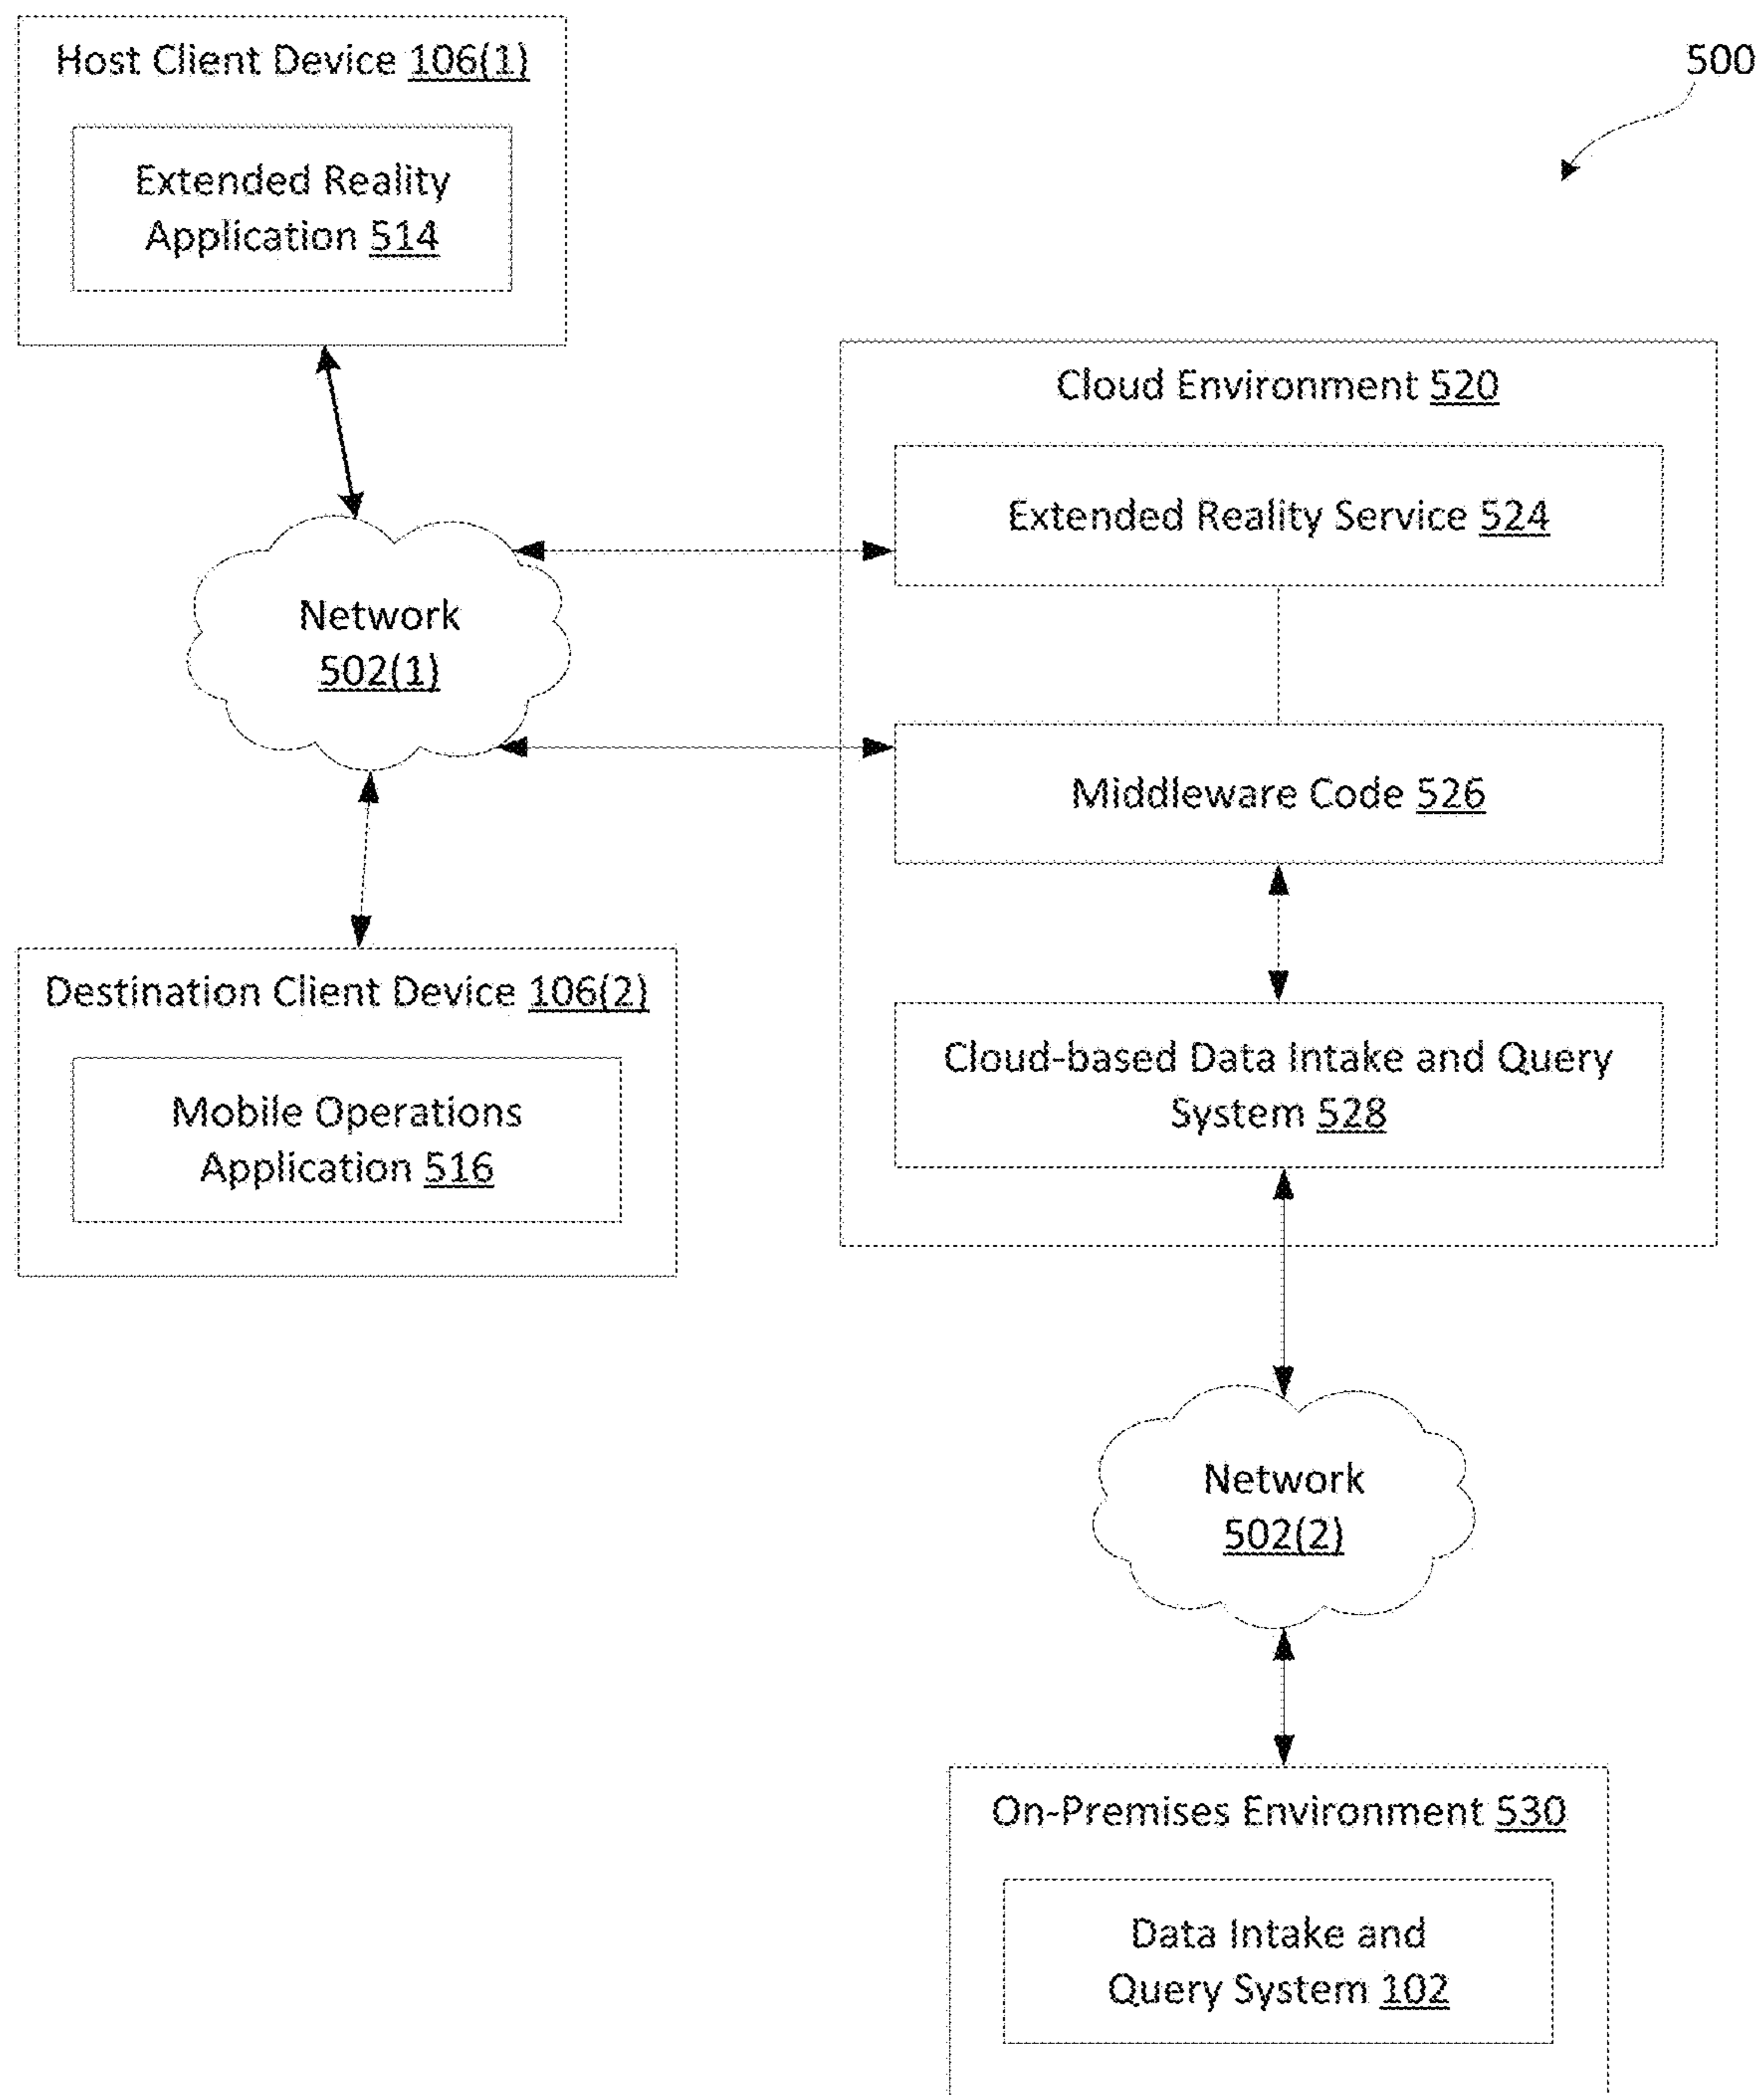 Host Client Device 106(1)
500
Extended Reality
Application 514
Cloud Environment 520
Extended Reality Service 524
Network
502(1)
Middleware Code 526
Destination Client Device 106(2)
Mobile Operations
Application 516
Cloud-based Data Intake and Query
System 528
Network
502(2)
On-Premises Environment 530
Data Intake and
Query System 102